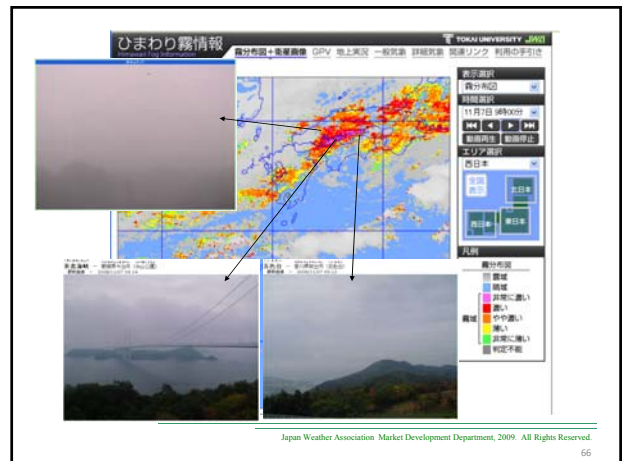 ひまわり霧情報
Himawari Fog Information
TOKAI UNIVERSITY JWA
霧分布図+衛星画像 GPV 地上実況 一般気象 詳細気象 関連リンク 利用の手引き
表示選択
霧分布図
時間選択
11月7日 9時00分
動画再生 動画停止
エリア選択
西日本
全国
表示
北日本
西日本
東日本
凡例
霧分布図
雲域
晴域
霧域
非常に濃い
濃い
やや濃い
薄い
非常に薄い
判定不能
Japan Weather Association Market Development Department, 2009. All Rights Reserved.
66